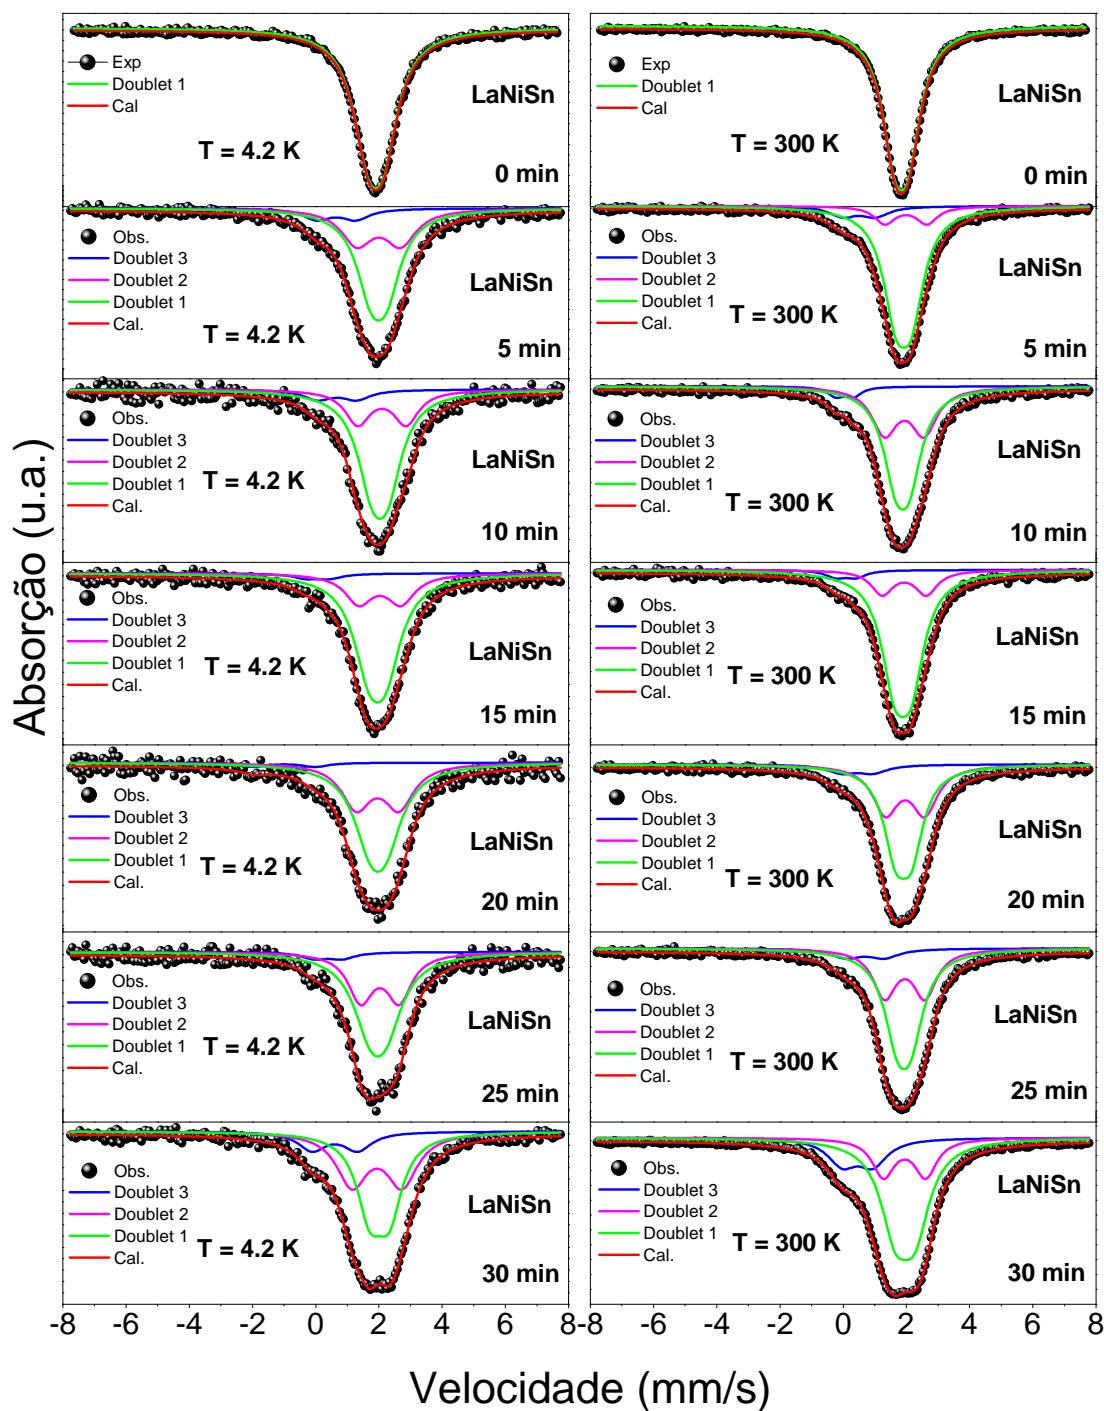 Absorção (u.a.)
Exp
Doublet 1
Cal
LaNiSn
T = 4.2 K
0 min
Exp
Doublet 1
Cal
LaNiSn
T = 300 K
0 min
Obs.
Doublet 3
Doublet 2
Doublet 1
Cal.
LaNiSn
T = 4.2 K
5 min
Obs.
Doublet 3
Doublet 2
Doublet 1
Cal.
LaNiSn
T = 300 K
5 min
Obs.
Doublet 3
Doublet 2
Doublet 1
Cal.
LaNiSn
T = 4.2 K
10 min
Obs.
Doublet 3
Doublet 2
Doublet 1
Cal.
LaNiSn
T = 300 K
10 min
Obs.
Doublet 3
Doublet 2
Doublet 1
Cal.
LaNiSn
T = 4.2 K
15 min
Obs.
Doublet 3
Doublet 2
Doublet 1
Cal.
LaNiSn
T = 300 K
15 min
Obs.
Doublet 3
Doublet 2
Doublet 1
Cal.
LaNiSn
T = 4.2 K
20 min
Obs.
Doublet 3
Doublet 2
Doublet 1
Cal.
LaNiSn
T = 300 K
20 min
Obs.
Doublet 3
Doublet 2
Doublet 1
Cal.
LaNiSn
T = 4.2 K
25 min
Obs.
Doublet 3
Doublet 2
Doublet 1
Cal.
LaNiSn
T = 300 K
25 min
Obs.
Doublet 3
Doublet 2
Doublet 1
Cal.
LaNiSn
T = 4.2 K
30 min
Obs.
Doublet 3
Doublet 2
Doublet 1
Cal.
LaNiSn
T = 300 K
30 min
-8 -6 -4 -2 0 2 4 6 8 -6 -4 -2 0 2 4 6 8
Velocidade (mm/s)